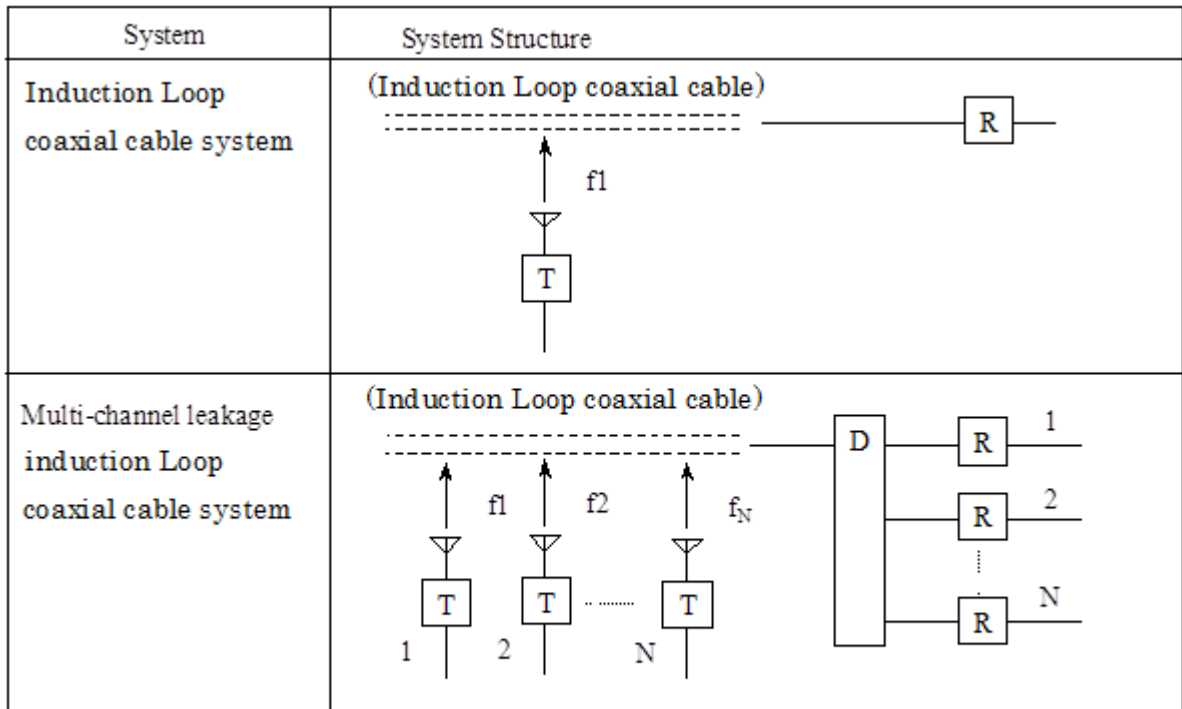 System
System Structure
Induction Loop
coaxial cable system
(Induction Loop coaxial cable)
R
f1
T
Multi-channel leakage
induction Loop
coaxial cable system
(Induction Loop coaxial cable)
D
R
1
R
2
R
N
f1
f2
fN
T
T
T
1
2
N